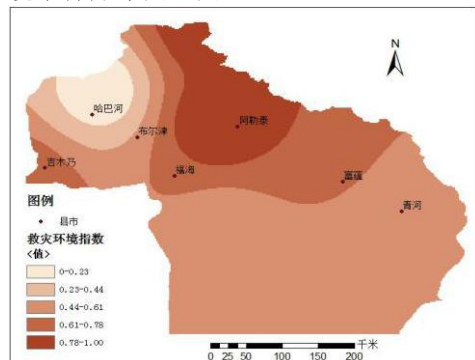 N
哈巴河
阿勒泰
布尔津
吉木乃
福海
富蕴
青河
图例
县市
救灾环境指数
<值>
0-0.23
0.23-0.44
0.44-0.61
0.61-0.78
0.78-1.00
千米
0 25 50 100 150 200